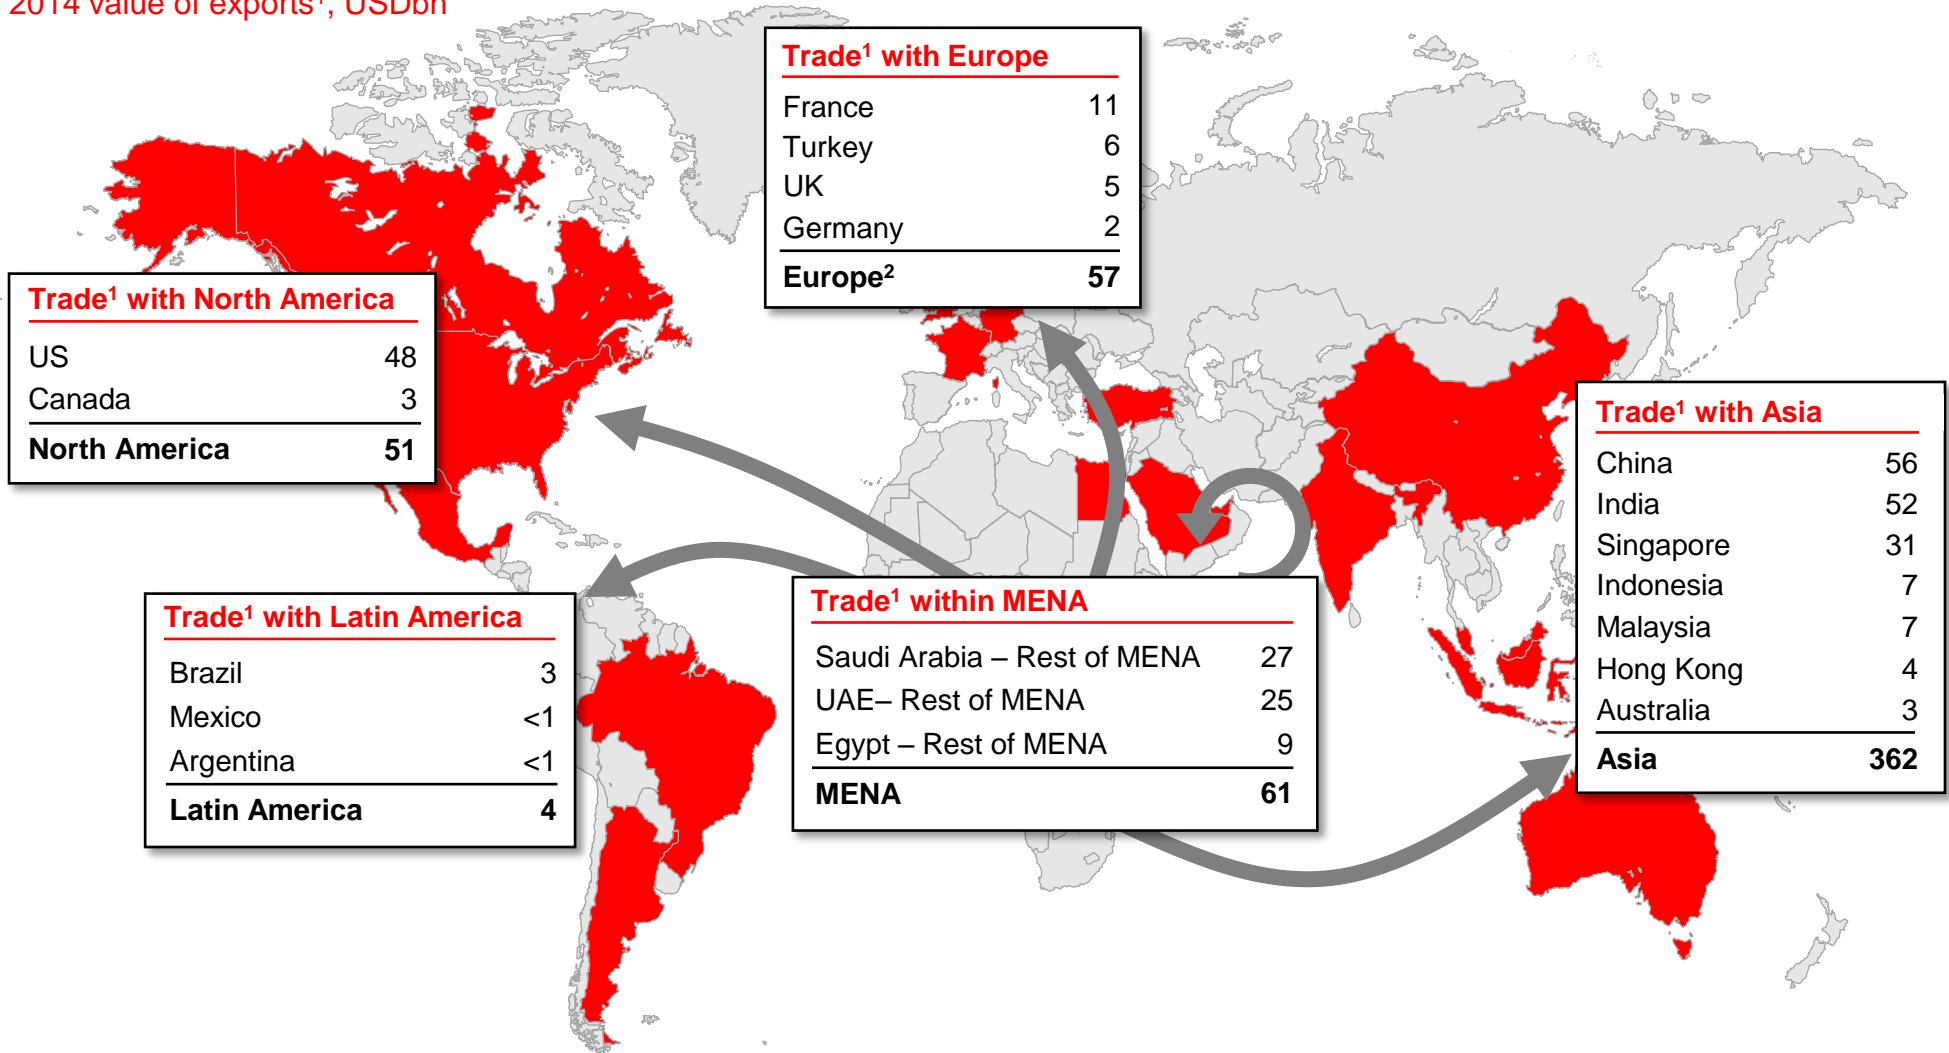 2014 value of exports¹, USDbn
Trade¹ with Europe
France 11
Turkey 6
UK 5
Germany 2
Europe² 57
Trade¹ with North America
US 48
Canada 3
North America 51
Trade¹ with Asia
China 56
India 52
Singapore 31
Indonesia 7
Malaysia 7
Hong Kong 4
Australia 3
Asia 362
Trade¹ with Latin America
Brazil 3
Mexico <1
Argentina <1
Latin America 4
Trade¹ within MENA
Saudi Arabia – Rest of MENA 27
UAE– Rest of MENA 25
Egypt – Rest of MENA 9
MENA 61